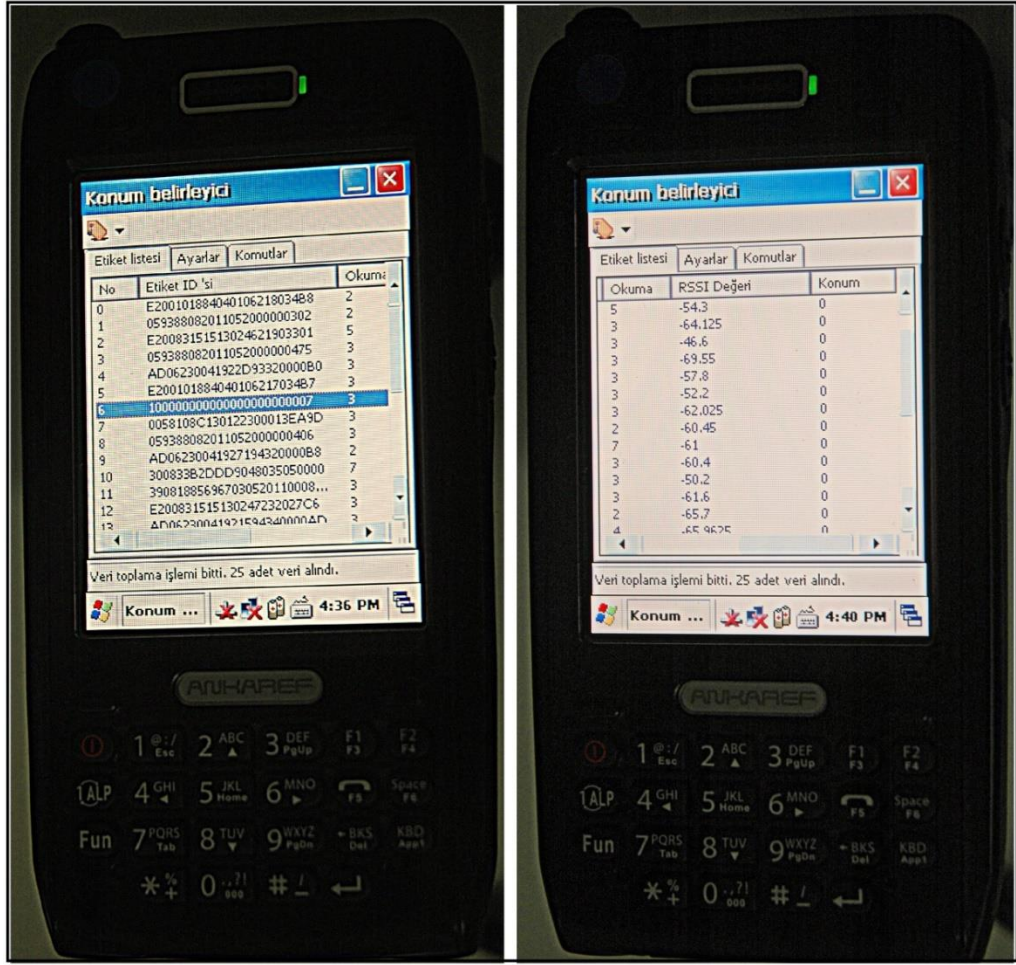 Konum belirleyici
Etiket listesi Ayarlar Komutlar
No Etiket ID 'si Okuma
0 E200101884040106218034B8 2
1 059388082011052000000302 2
2 E20083151513024621903301 5
3 059388082011052000000475 3
4 AD06230041922D93320000B0 3
5 E200101884040106217034B7 3
6 100000000000000000000007 3
7 0058108C130122300013EA9D 3
8 059388082011052000000406 3
9 AD06230041927194320000B8 2
10 300833B2DDD9048035050000 7
11 390818856967030520110008... 3
12 E200831515130247232027C6 3
13 AD06230041921594340000AD 3
Veri toplama işlemi bitti. 25 adet veri alındı.
Konum ... 4:36 PM
ANKAREF
1 @:/ Esc 2 ABC 3 DEF PgUp F1 F3 F2 F4
ALP 4 GHI 5 JKL Home 6 MNO F5 Space F6
Fun 7 PQRS Tab 8 TUV 9 WXYZ PgDn BKS Del KBD App1
* % + 0 .,?! 000 # /_
Konum belirleyici
Etiket listesi Ayarlar Komutlar
Okuma RSSI Değeri Konum
5 -54.3 0
3 -64.125 0
3 -46.6 0
3 -69.55 0
3 -57.8 0
3 -52.2 0
3 -62.025 0
2 -60.45 0
7 -61 0
3 -60.4 0
3 -50.2 0
3 -61.6 0
2 -65.7 0
4 -65.9625 0
Veri toplama işlemi bitti. 25 adet veri alındı.
Konum ... 4:40 PM
ANKAREF
1 @:/ Esc 2 ABC 3 DEF PgUp F1 F3 F2 F4
ALP 4 GHI 5 JKL Home 6 MNO F5 Space F6
Fun 7 PQRS Tab 8 TUV 9 WXYZ PgDn BKS Del KBD App1
* % + 0 .,?! 000 # /_